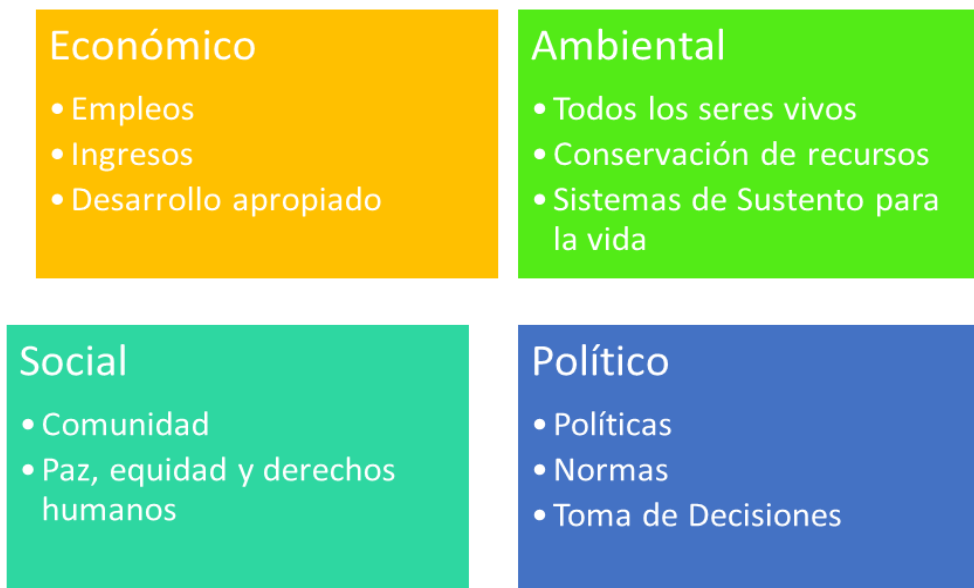 Económico
• Empleos
• Ingresos
• Desarrollo apropiado
Ambiental
• Todos los seres vivos
• Conservación de recursos
• Sistemas de Sustento para
la vida
Social
• Comunidad
• Paz, equidad y derechos
humanos
Político
• Políticas
• Normas
• Toma de Decisiones